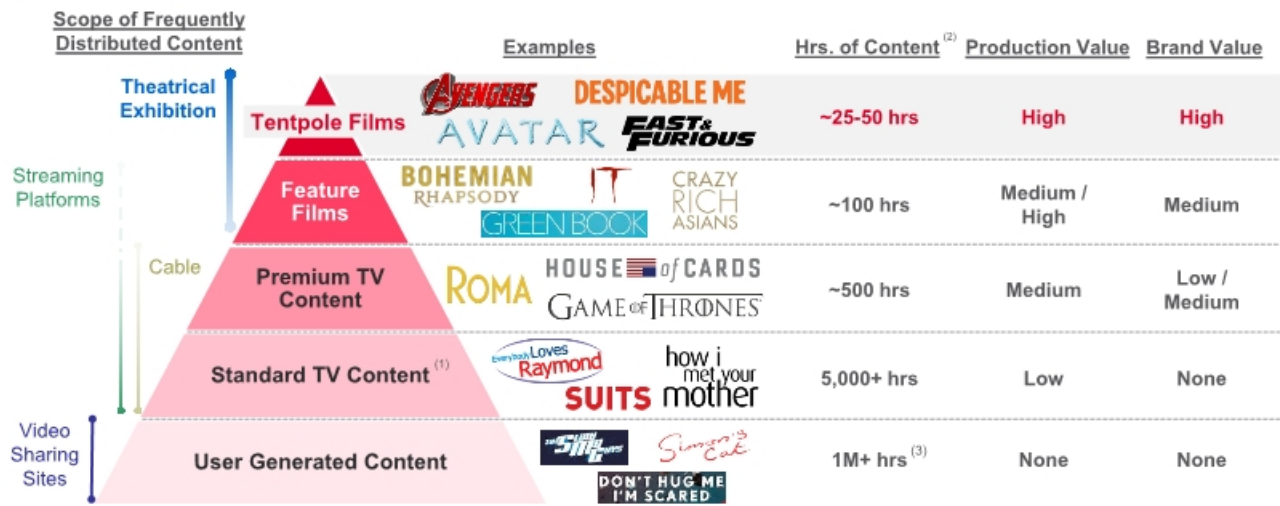 Scope of Frequently
Distributed Content
Examples
Hrs. of Content (2)
Production Value
Brand Value
Theatrical
Exhibition
Tentpole Films
AVENGERS
DESPICABLE ME
AVATAR
FAST &
FURIOUS
~25-50 hrs
High
High
Streaming
Platforms
Feature
Films
BOHEMIAN
RHAPSODY
IT
CRAZY
RICH
ASIANS
GREEN BOOK
~100 hrs
Medium /
High
Medium
Cable
Premium TV
Content
ROMA
HOUSE of CARDS
GAME OF THRONES
~500 hrs
Medium
Low /
Medium
Standard TV Content (1)
Everybody Loves
Raymond
SUITS
how i
met your
mother
5,000+ hrs
Low
None
Video
Sharing
Sites
User Generated Content
Simon's
Cat
DON'T HUG ME
I'M SCARED
1M+ hrs (3)
None
None